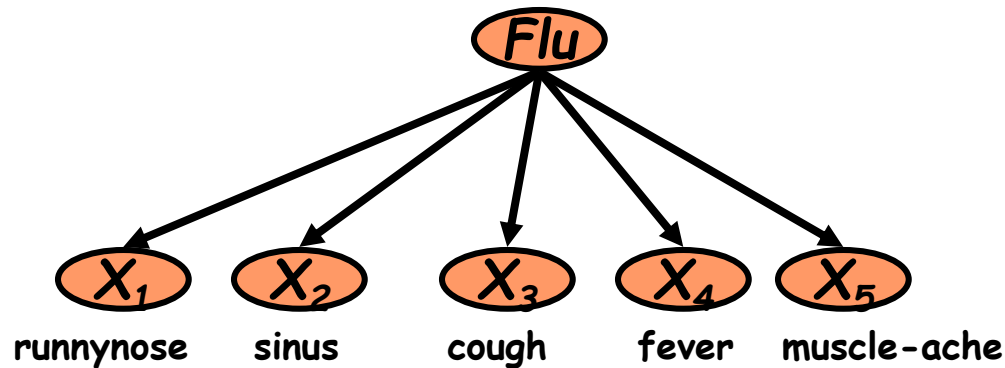 Flu
X₁ X₂ X₃ X₄ X₅
runnynose sinus cough fever muscle-ache